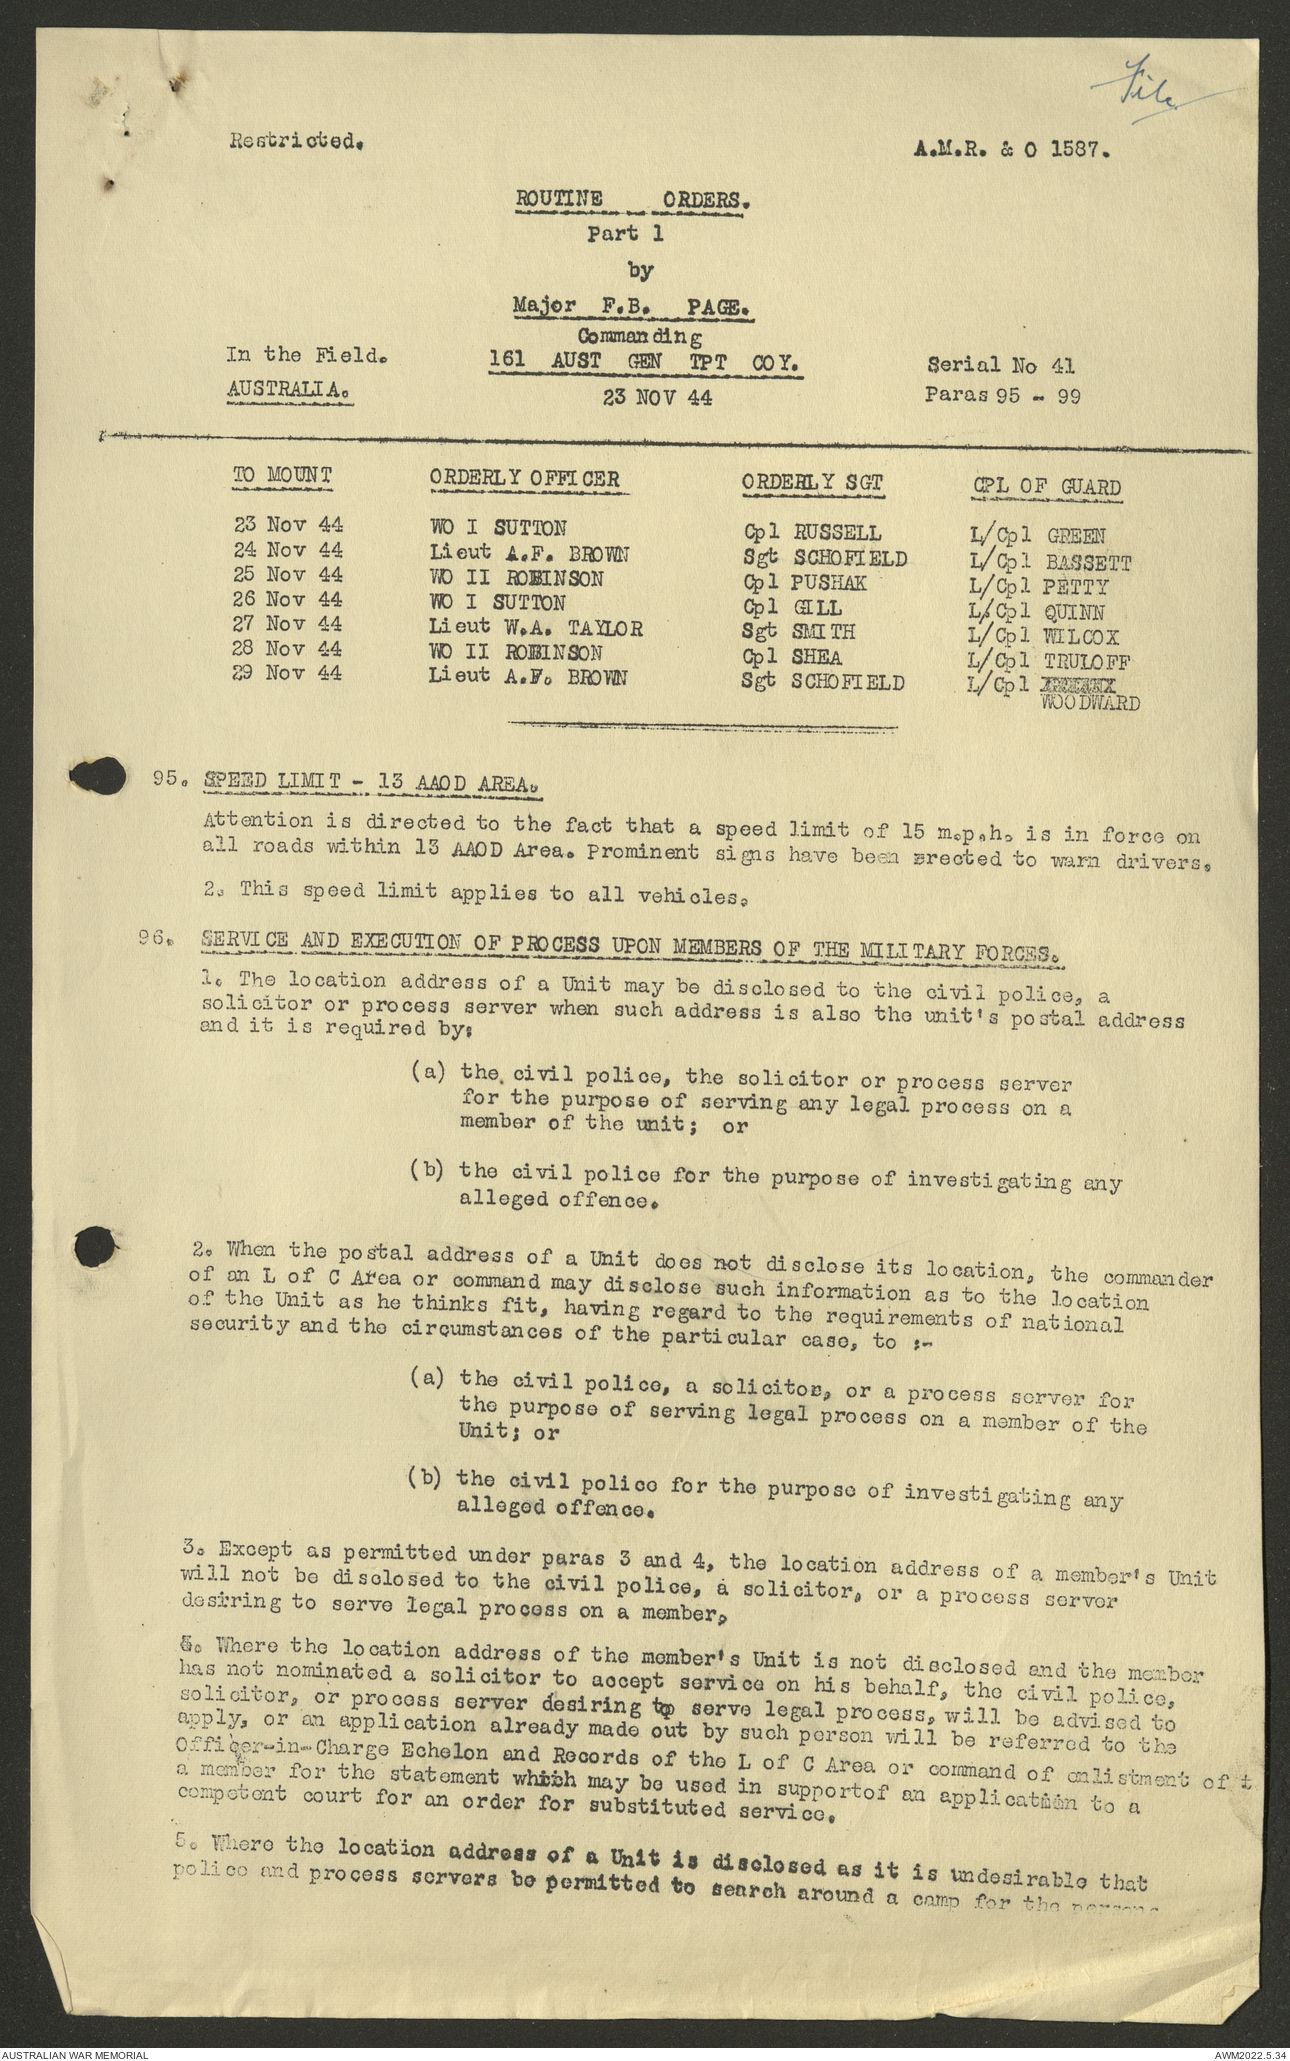 File
Restricted.
A.M.R. & O 1587.
ROUTINE ORDERS.
Part 1
by
Major F.B. PAGE.
Commanding
In the Field. 161 AUST GEN TPT COY. Serial No 41
AUSTRALIA. 23 NOV 44 Paras 95 - 99
TO MOUNT ORDERLY OFFICER ORDERLY SGT CPL OF GUARD
23 Nov 44 WO I SUTTON Cpl RUSSELL L/Cpl GREEN
24 Nov 44 Lieut A.F. BROWN Sgt SCHOFIELD L/Cpl BASSETT
25 Nov 44 WO II ROBINSON Cpl PUSHAK L/Cpl PETTY
26 Nov 44 WO I SUTTON Cpl GILL L/Cpl QUINN
27 Nov 44 Lieut W.A. TAYLOR Sgt SMITH L/Cpl WILCOX
28 Nov 44 WO II ROBINSON Cpl SHEA L/Cpl TRULOFF
29 Nov 44 Lieut A.F. BROWN Sgt SCHOFIELD L/Cpl
WOODWARD
95. SPEED LIMIT - 13 AAOD AREA.
Attention is directed to the fact that a speed limit of 15 m.p.h. is in force on
all roads within 13 AAOD Area. Prominent signs have been erected to warn drivers.
2. This speed limit applies to all vehicles.
96. SERVICE AND EXECUTION OF PROCESS UPON MEMBERS OF THE MILITARY FORCES.
1. The location address of a Unit may be disclosed to the civil police, a
solicitor or process server when such address is also the unit's postal address
and it is required by:
(a) the civil police, the solicitor or process server
for the purpose of serving any legal process on a
member of the unit; or
(b) the civil police for the purpose of investigating any
alleged offence.
2. When the postal address of a Unit does not disclose its location, the commander
of an L of C Area or command may disclose such information as to the location
of the Unit as he thinks fit, having regard to the requirements of national
security and the circumstances of the particular case, to :-
(a) the civil police, a solicitor, or a process server for
the purpose of serving legal process on a member of the
Unit; or
(b) the civil police for the purpose of investigating any
alleged offence.
3. Except as permitted under paras 3 and 4, the location address of a member's Unit
will not be disclosed to the civil police, a solicitor, or a process server
desiring to serve legal process on a member,
Where the location address of the member's Unit is not disclosed and the member
has not nominated a solicitor to accept service on his behalf, the civil police,
solicitor, or process server desiring to serve legal process, will be advised to
apply, or an application already made out by such person will be referred to the
Officer-in-Charge Echelon and Records of the L of C Area or command of enlistment of t
a member for the statement which may be used in supportof an application to a
competent court for an order for substituted service.
5. Where the location address of a Unit is disclosed as it is undesirable that
police and process servers be permitted to search around a camp for the persons
AUSTRALIAN WAR MEMORIAL
AWM2022.5.34